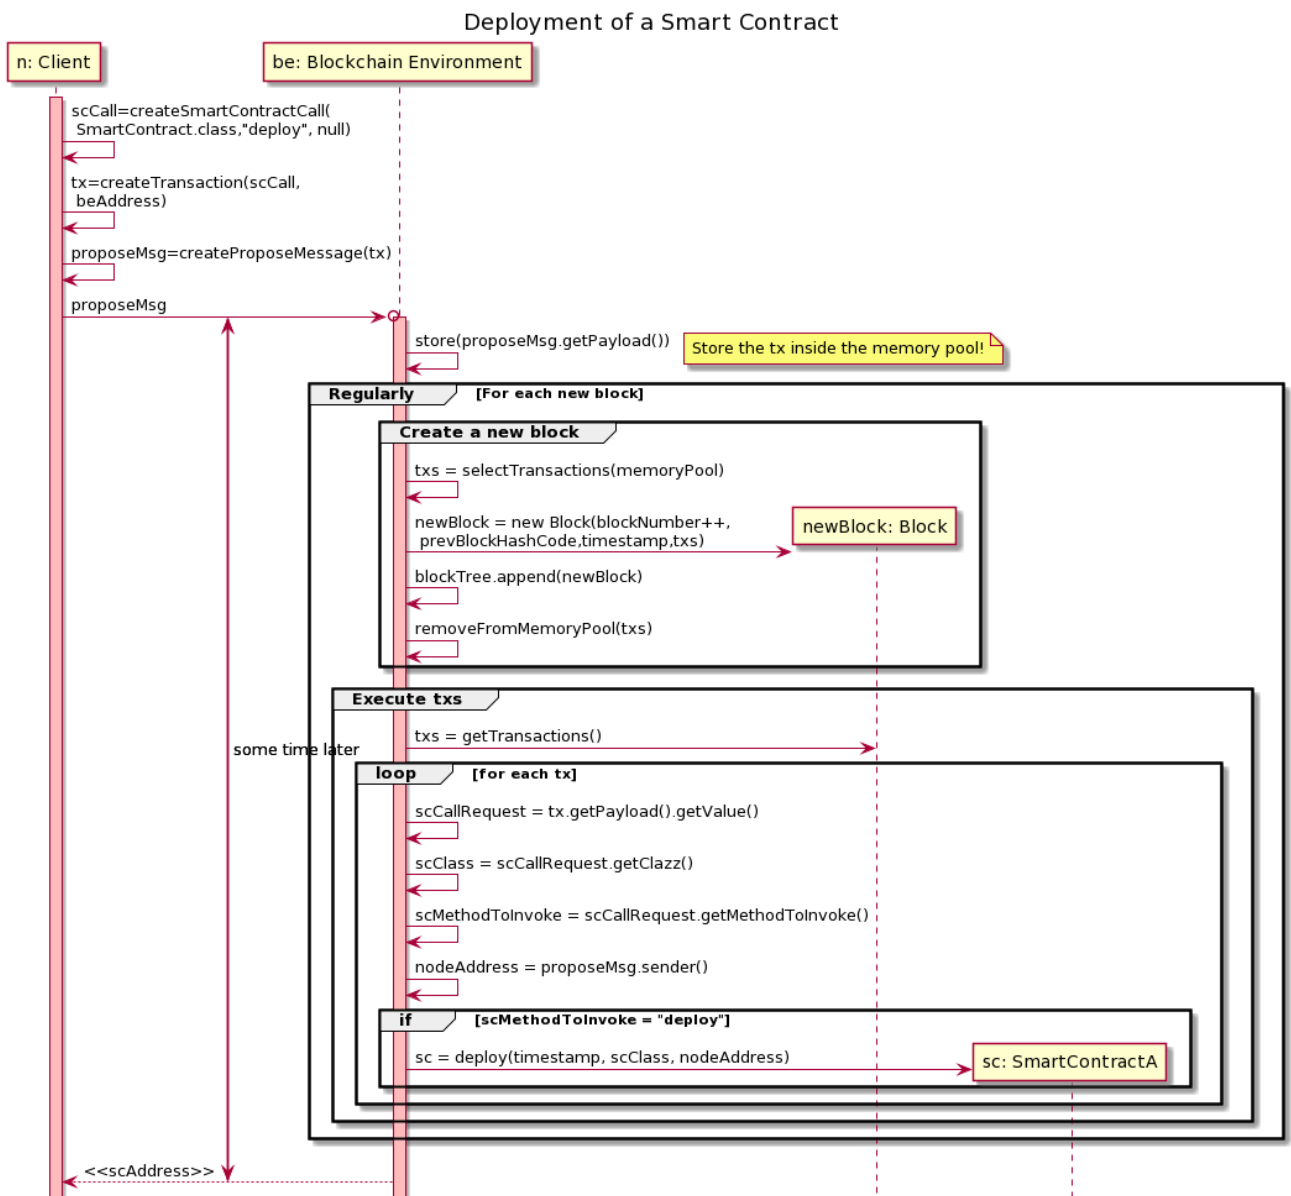 Deployment of a Smart Contract
n: Client
be: Blockchain Environment
scCall=createSmartContractCall(
SmartContract.class,"deploy", null)
tx=createTransaction(scCall,
beAddress)
proposeMsg=createProposeMessage(tx)
proposeMsg
store(proposeMsg.getPayload())
Store the tx inside the memory pool!
Regularly
[For each new block]
Create a new block
txs = selectTransactions(memoryPool)
newBlock = new Block(blockNumber++,
prevBlockHashCode,timestamp,txs)
newBlock: Block
blockTree.append(newBlock)
removeFromMemoryPool(txs)
Execute txs
txs = getTransactions()
some time later
loop
[for each tx]
scCallRequest = tx.getPayload().getValue()
scClass = scCallRequest.getClazz()
scMethodToInvoke = scCallRequest.getMethodToInvoke()
nodeAddress = proposeMsg.sender()
if
[scMethodToInvoke = "deploy"]
sc = deploy(timestamp, scClass, nodeAddress)
sc: SmartContractA
<<scAddress>>